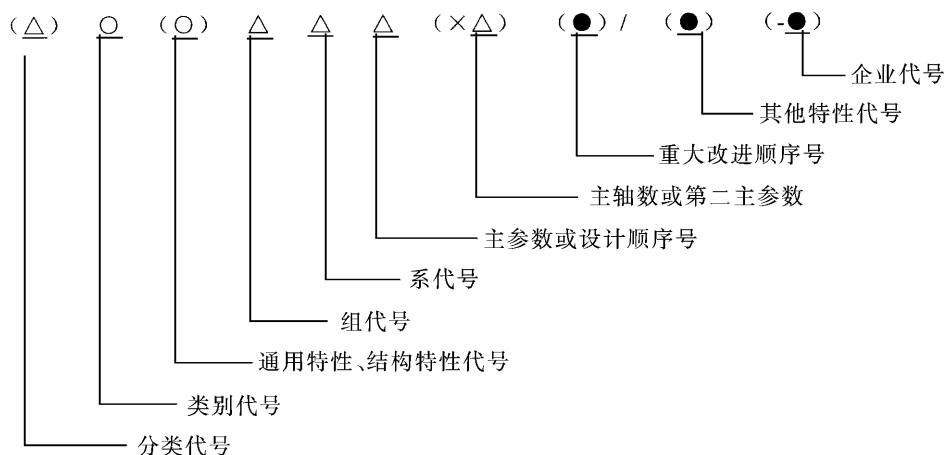 (△) ○ (○) △ △ △ (×△) (●) / (●) (-●)
企业代号
其他特性代号
重大改进顺序号
主轴数或第二主参数
主参数或设计顺序号
系代号
组代号
通用特性、结构特性代号
类别代号
分类代号